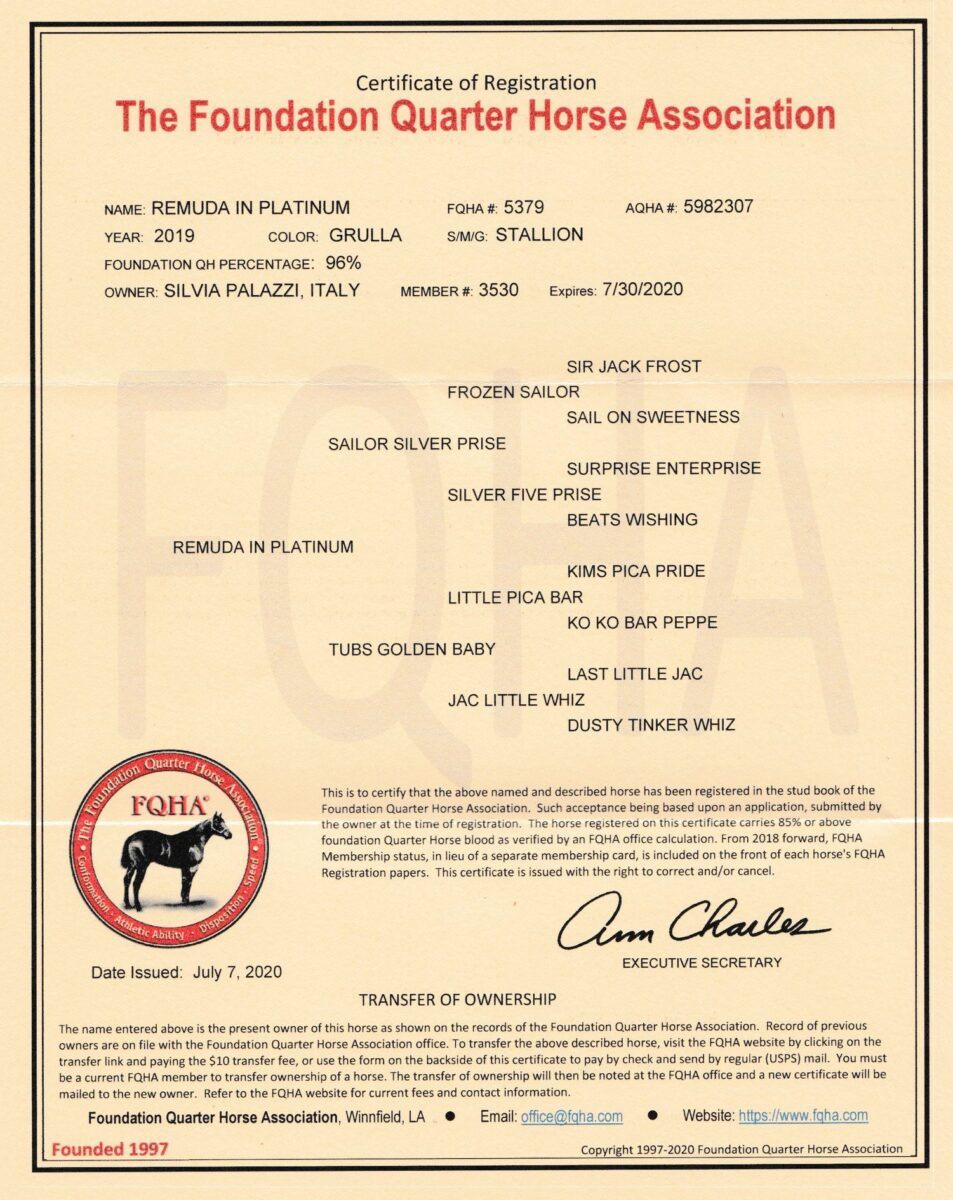 Certificate of Registration
The Foundation Quarter Horse Association
NAME: REMUDA IN PLATINUM FQHA #: 5379 AQHA #: 5982307
YEAR: 2019 COLOR: GRULLA S/M/G: STALLION
FOUNDATION QH PERCENTAGE: 96%
OWNER: SILVIA PALAZZI, ITALY MEMBER #: 3530 Expires: 7/30/2020
FQHA
SIR JACK FROST
FROZEN SAILOR
SAIL ON SWEETNESS
SAILOR SILVER PRISE
SURPRISE ENTERPRISE
SILVER FIVE PRISE
BEATS WISHING
REMUDA IN PLATINUM
KIMS PICA PRIDE
LITTLE PICA BAR
KO KO BAR PEPPE
TUBS GOLDEN BABY
LAST LITTLE JAC
JAC LITTLE WHIZ
DUSTY TINKER WHIZ
The Foundation Quarter Horse Association
FQHA®
Conformation · Athletic Ability · Disposition · Speed
This is to certify that the above named and described horse has been registered in the stud book of the
Foundation Quarter Horse Association. Such acceptance being based upon an application, submitted by
the owner at the time of registration. The horse registered on this certificate carries 85% or above
foundation Quarter Horse blood as verified by an FQHA office calculation. From 2018 forward, FQHA
Membership status, in lieu of a separate membership card, is included on the front of each horse's FQHA
Registration papers. This certificate is issued with the right to correct and/or cancel.
Ann Charles
EXECUTIVE SECRETARY
Date Issued: July 7, 2020
TRANSFER OF OWNERSHIP
The name entered above is the present owner of this horse as shown on the records of the Foundation Quarter Horse Association. Record of previous
owners are on file with the Foundation Quarter Horse Association office. To transfer the above described horse, visit the FQHA website by clicking on the
transfer link and paying the $10 transfer fee, or use the form on the backside of this certificate to pay by check and send by regular (USPS) mail. You must
be a current FQHA member to transfer ownership of a horse. The transfer of ownership will then be noted at the FQHA office and a new certificate will be
mailed to the new owner. Refer to the FQHA website for current fees and contact information.
Foundation Quarter Horse Association, Winnfield, LA ● Email: office@fqha.com ● Website: https://www.fqha.com
Founded 1997
Copyright 1997-2020 Foundation Quarter Horse Association